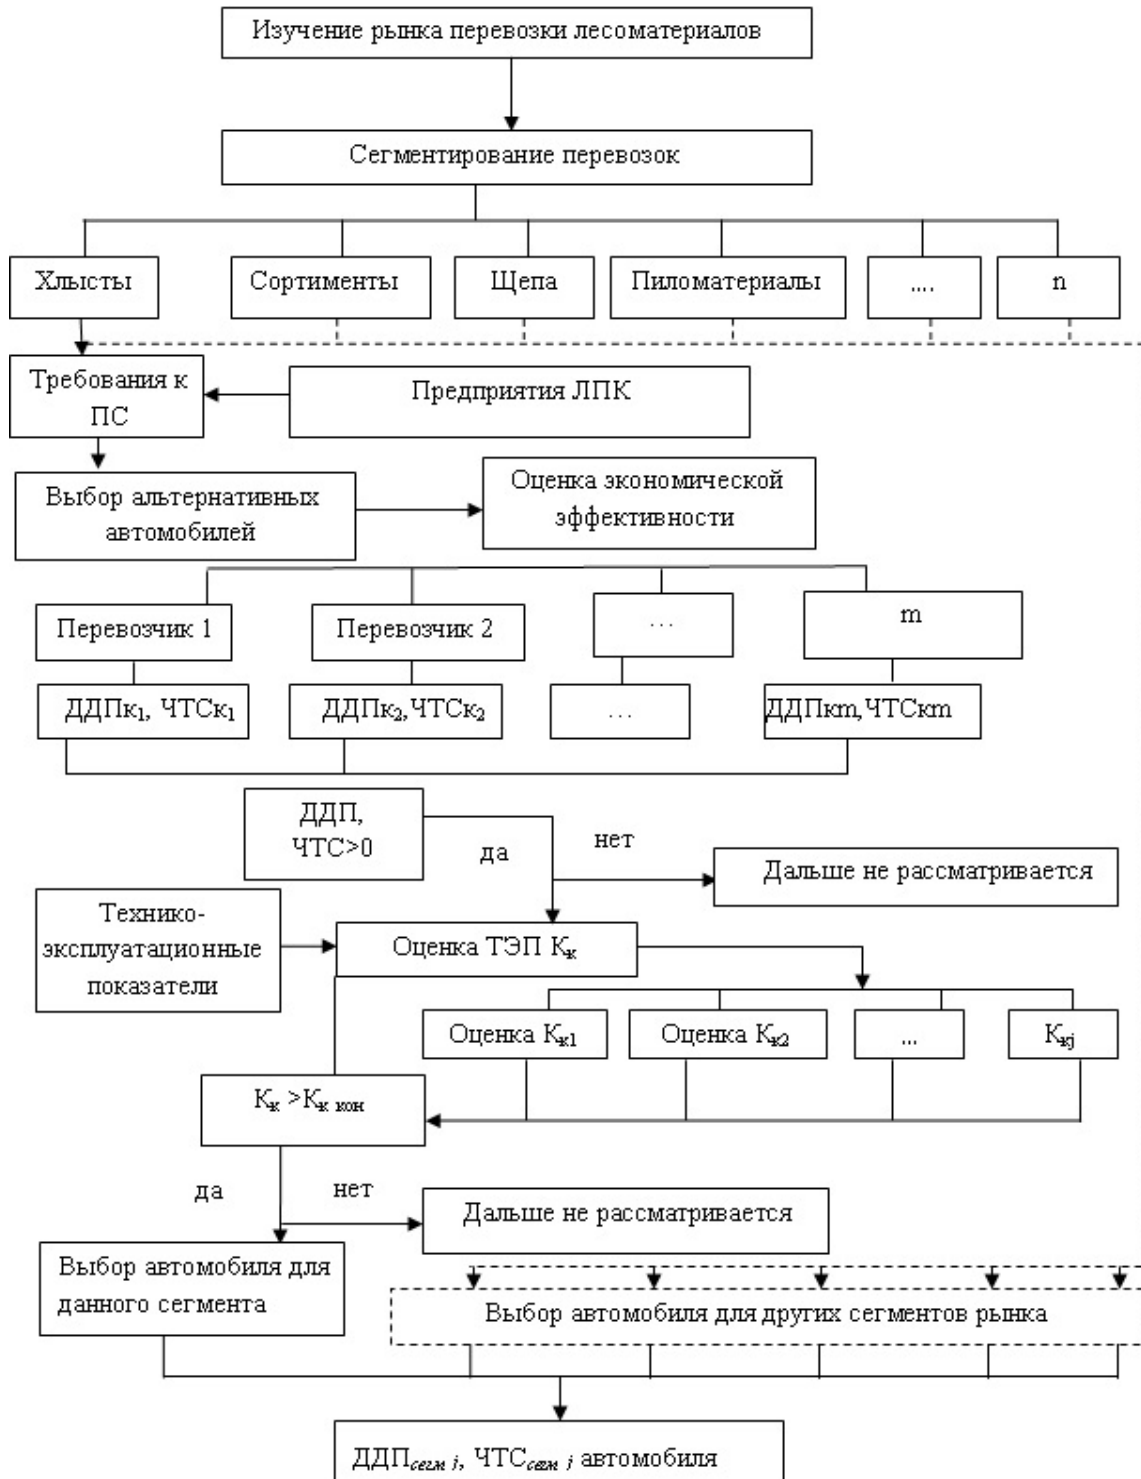 Изучение рынка перевозки лесоматериалов
Сегментирование перевозок
Хлысты
Сортименты
Щепа
Пиломатериалы
....
n
Требования к
ПС
Предприятия ЛПК
Выбор альтернативных
автомобилей
Оценка экономической
эффективности
Перевозчик 1
Перевозчик 2
...
m
ДДПк₁, ЧТСк₁
ДДПк₂,ЧТСк₂
...
ДДПкm,ЧТСкm
ДДП,
ЧТС>0
да
нет
Дальше не рассматривается
Технико-
эксплуатационные
показатели
Оценка ТЭП Кк
Оценка Кк1
Оценка Кк2
...
Ккj
Кк >Кк кон
да
нет
Дальше не рассматривается
Выбор автомобиля для
данного сегмента
Выбор автомобиля для других сегментов рынка
ДДПсегм j, ЧТСсегм j автомобиля